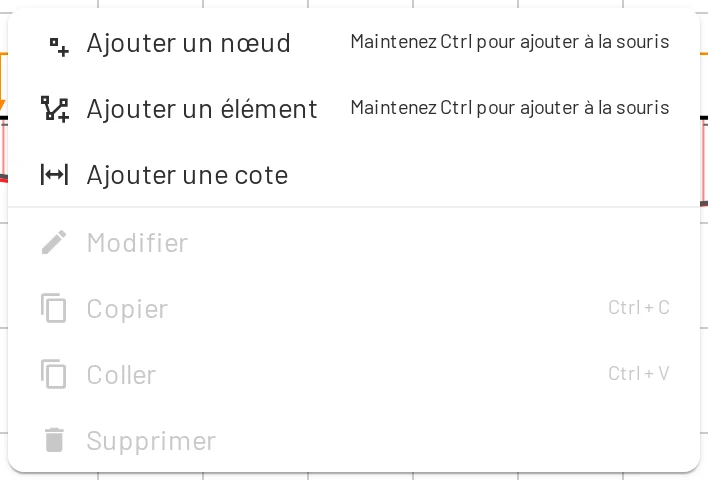 Ajouter un nœud Maintenez Ctrl pour ajouter à la souris
Ajouter un élément Maintenez Ctrl pour ajouter à la souris
Ajouter une cote
Modifier
Copier Ctrl + C
Coller Ctrl + V
Supprimer